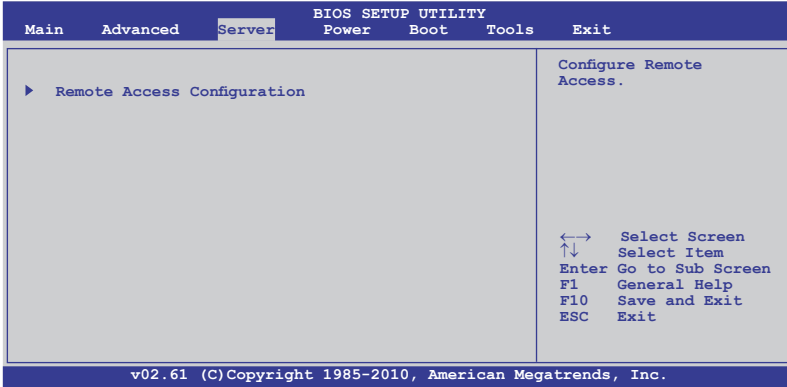 BIOS SETUP UTILITY
Main Advanced Server Power Boot Tools Exit
Remote Access Configuration
Configure Remote
Access.
←→ Select Screen
↑↓ Select Item
Enter Go to Sub Screen
F1 General Help
F10 Save and Exit
ESC Exit
v02.61 (C)Copyright 1985-2010, American Megatrends, Inc.